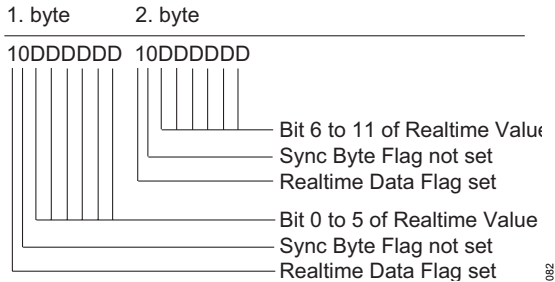 1. byte 2. byte
10DDDDDD 10DDDDDD
Bit 6 to 11 of Realtime Value
Sync Byte Flag not set
Realtime Data Flag set
Bit 0 to 5 of Realtime Value
Sync Byte Flag not set
Realtime Data Flag set
082